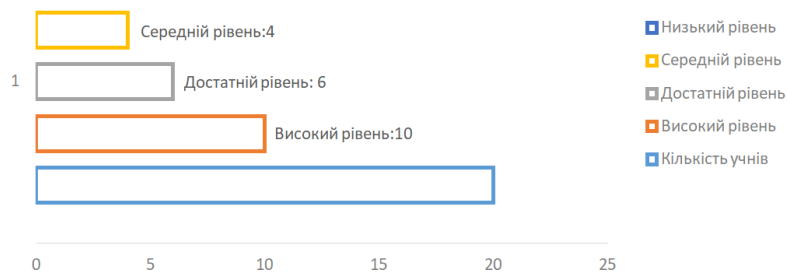 Середній рівень:4
1
Достатній рівень: 6
Високий рівень:10
0 5 10 15 20 25
Низький рівень
Середній рівень
Достатній рівень
Високий рівень
Кількість учнів